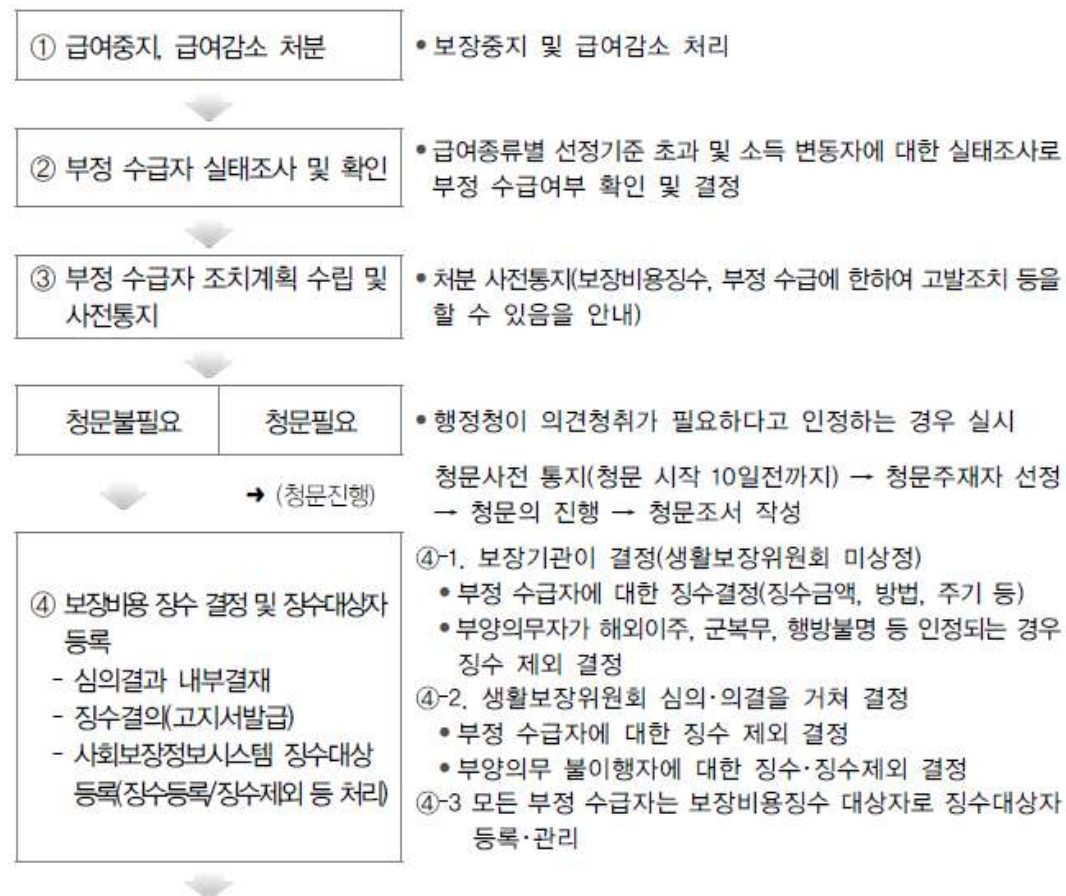 ① 급여중지, 급여감소 처분
• 보장중지 및 급여감소 처리
② 부정 수급자 실태조사 및 확인
• 급여종류별 선정기준 초과 및 소득 변동자에 대한 실태조사로
부정 수급여부 확인 및 결정
③ 부정 수급자 조치계획 수립 및
사전통지
• 처분 사전통지(보장비용징수, 부정 수급에 한하여 고발조치 등을
할 수 있음을 안내)
청문불필요
청문필요
• 행정청이 의견청취가 필요하다고 인정하는 경우 실시
➔ (청문진행)
청문사전 통지(청문 시작 10일전까지) → 청문주재자 선정
→ 청문의 진행 → 청문조서 작성
④ 보장비용 징수 결정 및 징수대상자
등록
- 심의결과 내부결재
- 징수결의(고지서발급)
- 사회보장정보시스템 징수대상
등록(징수등록/징수제외 등 처리)
④-1. 보장기관이 결정(생활보장위원회 미상정)
• 부정 수급자에 대한 징수결정(징수금액, 방법, 주기 등)
• 부양의무자가 해외이주, 군복무, 행방불명 등 인정되는 경우
징수 제외 결정
④-2. 생활보장위원회 심의·의결을 거쳐 결정
• 부정 수급자에 대한 징수 제외 결정
• 부양의무 불이행자에 대한 징수·징수제외 결정
④-3 모든 부정 수급자는 보장비용징수 대상자로 징수대상자
등록·관리